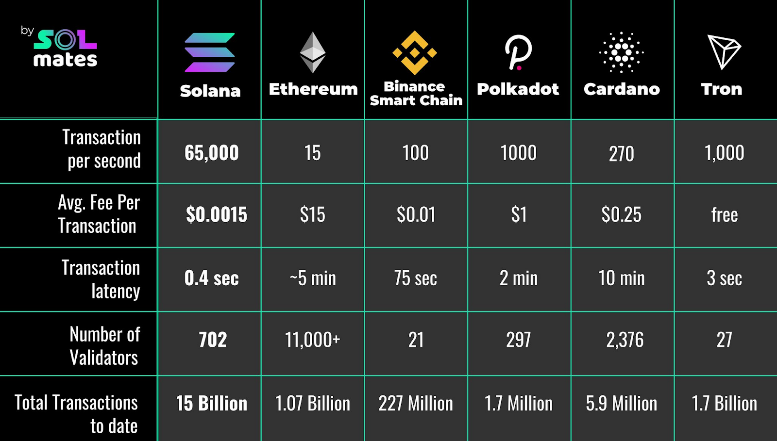 by
SOL
mates
Solana
Ethereum
Binance
Smart Chain
Polkadot
Cardano
Tron
Transaction
per second
65,000
15
100
1000
270
1,000
Avg. Fee Per
Transaction
$0.0015
$15
$0.01
$1
$0.25
free
Transaction
latency
0.4 sec
~5 min
75 sec
2 min
10 min
3 sec
Number of
Validators
702
11,000+
21
297
2,376
27
Total Transactions
to date
15 Billion
1.07 Billion
227 Million
1.7 Million
5.9 Million
1.7 Billion